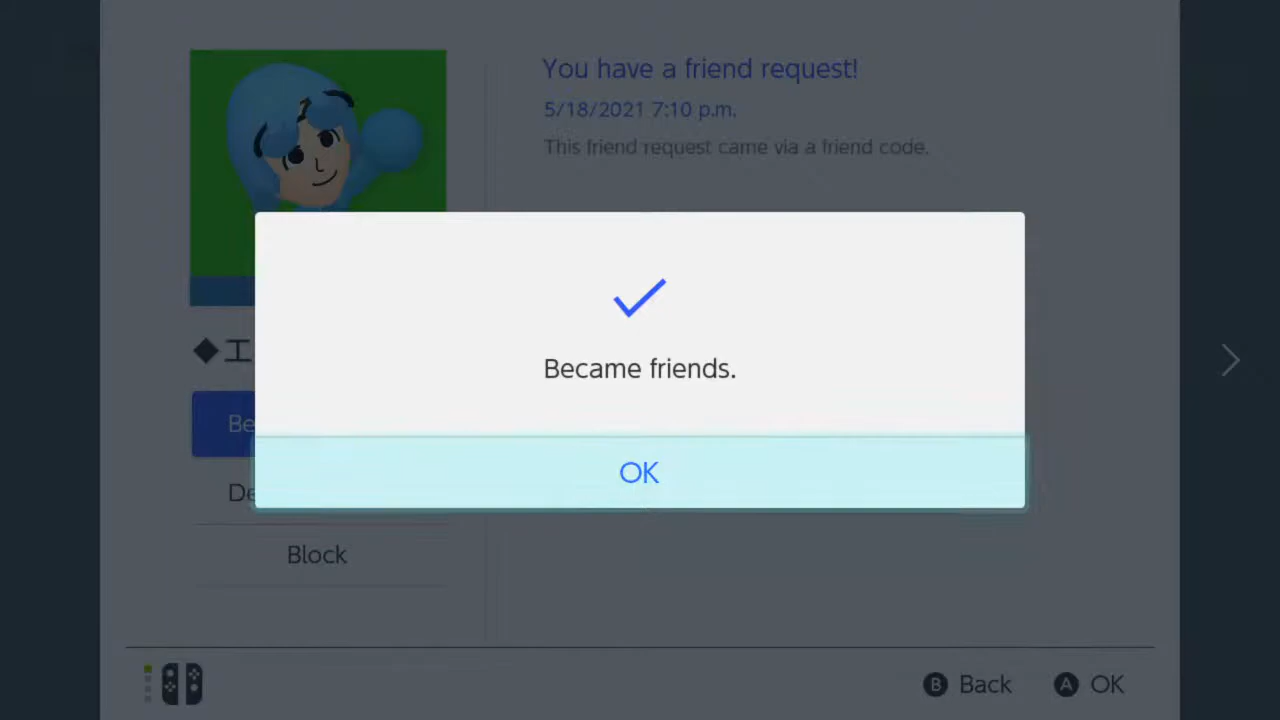 You have a friend request!
5/18/2021 7:10 p.m.
This friend request came via a friend code.
Became friends.
OK
Block
B Back
A OK